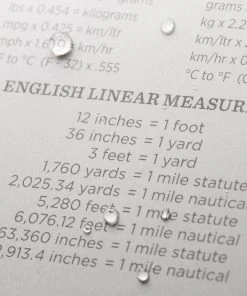 grams
lbs x 0.454 = kilograms
mpg x 0.425 = km/ltr
mph x = km/hr
°F to °C (F - 32) x .555
kg x 2.2
km/ltr x
km/hr x
°C to °F
ENGLISH LINEAR MEASURE
12 inches = 1 foot
36 inches = 1 yard
3 feet = 1 yard
1,760 yards = 1 mile statute
2,025.34 yards = 1 mile nautical
5,280 feet = 1 mile statute
6,076.12 feet = 1 mile nautical
63,360 inches = 1 mile statute
2,913.4 inches = 1 mile nautical